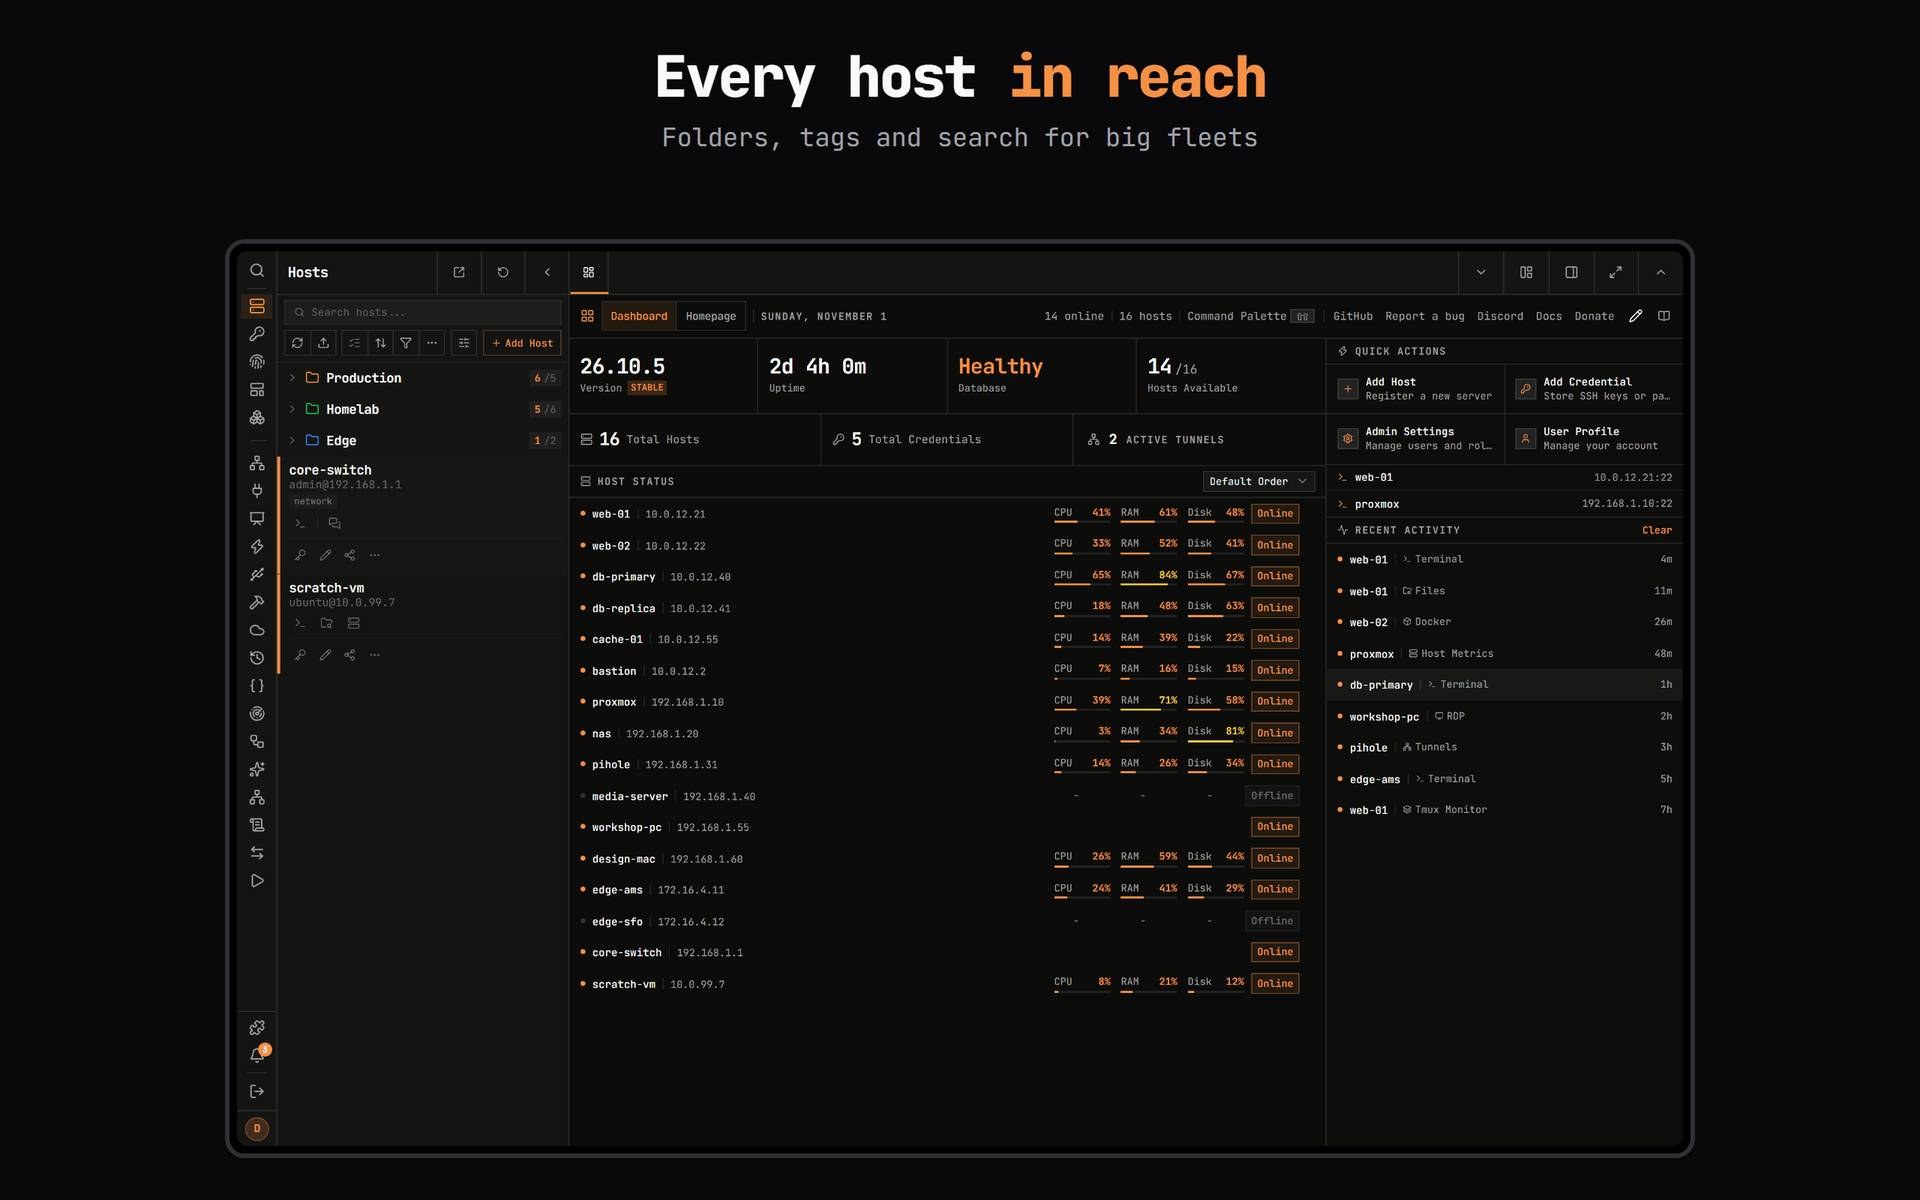 Every host in reach
Folders, tags and search for big fleets
Hosts
Search hosts...
+ Add Host
Production 6 /5
Homelab 5 /6
Edge 1 /2
core-switch
admin@192.168.1.1
network
scratch-vm
ubuntu@10.0.99.7
3
D
Dashboard Homepage SUNDAY, NOVEMBER 1 14 online 16 hosts Command Palette GitHub Report a bug Discord Docs Donate
26.10.5
Version STABLE
2d 4h 0m
Uptime
Healthy
Database
14 /16
Hosts Available
16 Total Hosts
5 Total Credentials
2 ACTIVE TUNNELS
HOST STATUS Default Order
web-01 10.0.12.21 CPU 41% RAM 61% Disk 48% Online
web-02 10.0.12.22 CPU 33% RAM 52% Disk 41% Online
db-primary 10.0.12.40 CPU 65% RAM 84% Disk 67% Online
db-replica 10.0.12.41 CPU 18% RAM 48% Disk 63% Online
cache-01 10.0.12.55 CPU 14% RAM 39% Disk 22% Online
bastion 10.0.12.2 CPU 7% RAM 16% Disk 15% Online
proxmox 192.168.1.10 CPU 39% RAM 71% Disk 58% Online
nas 192.168.1.20 CPU 3% RAM 34% Disk 81% Online
pihole 192.168.1.31 CPU 14% RAM 26% Disk 34% Online
media-server 192.168.1.40 - - - Offline
workshop-pc 192.168.1.55 Online
design-mac 192.168.1.60 CPU 26% RAM 59% Disk 44% Online
edge-ams 172.16.4.11 CPU 24% RAM 41% Disk 29% Online
edge-sfo 172.16.4.12 - - - Offline
core-switch 192.168.1.1 Online
scratch-vm 10.0.99.7 CPU 8% RAM 21% Disk 12% Online
QUICK ACTIONS
Add Host
Register a new server
Add Credential
Store SSH keys or pa…
Admin Settings
Manage users and rol…
User Profile
Manage your account
web-01 10.0.12.21:22
proxmox 192.168.1.10:22
RECENT ACTIVITY Clear
web-01 Terminal 4m
web-01 Files 11m
web-02 Docker 26m
proxmox Host Metrics 48m
db-primary Terminal 1h
workshop-pc RDP 2h
pihole Tunnels 3h
edge-ams Terminal 5h
web-01 Tmux Monitor 7h